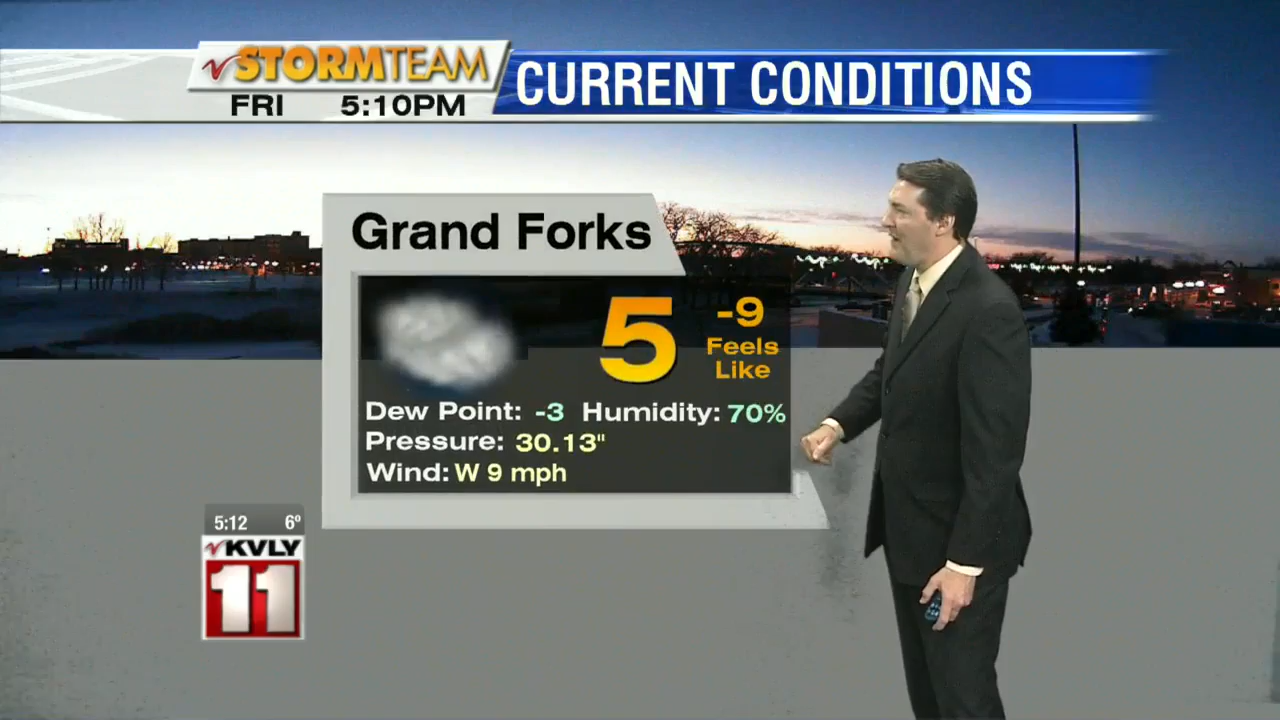 STORMTEAM
FRI 5:10PM
CURRENT CONDITIONS
Grand Forks
5
-9
Feels
Like
Dew Point: -3 Humidity: 70%
Pressure: 30.13"
Wind: W 9 mph
5:12 6º
KVLY
11